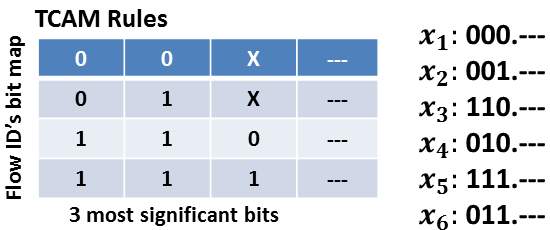 TCAM Rules
Flow ID's bit map
0 0 X ---
0 1 X ---
1 1 0 ---
1 1 1 ---
3 most significant bits
x₁: 000.---
x₂: 001.---
x₃: 110.---
x₄: 010.---
x₅: 111.---
x₆: 011.---